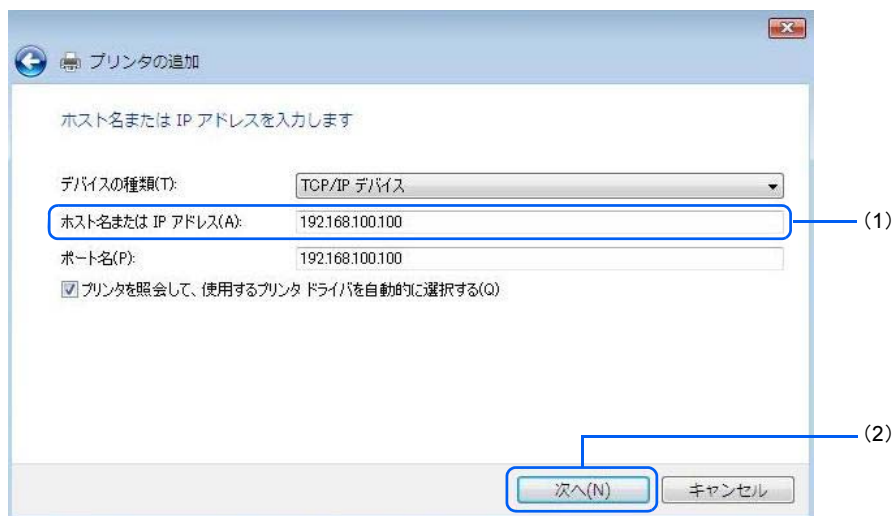 プリンタの追加
ホスト名または IP アドレスを入力します
デバイスの種類(T): TCP/IP デバイス
ホスト名または IP アドレス(A): 192.168.100.100
(1)
ポート名(P): 192.168.100.100
プリンタを照会して、使用するプリンタ ドライバを自動的に選択する(Q)
(2)
次へ(N) キャンセル